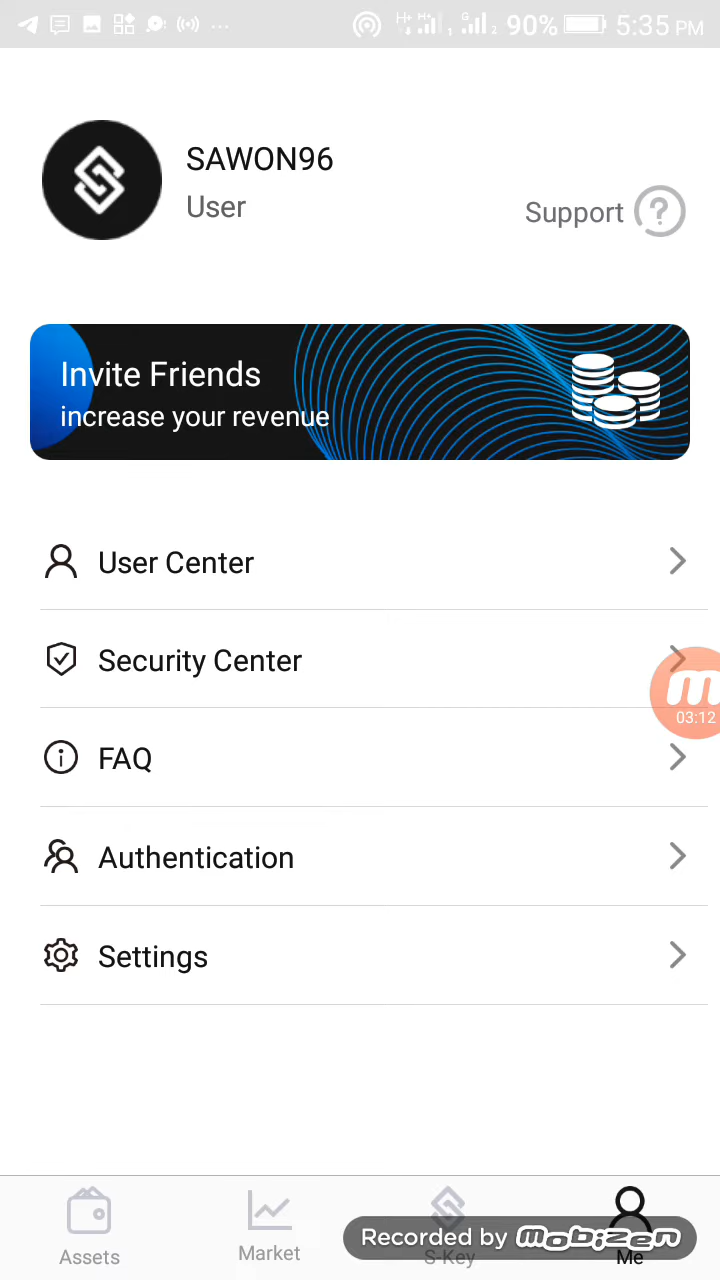 90% 5:35 PM
SAWON96
User
Support
Invite Friends
increase your revenue
User Center
Security Center
03:12
FAQ
Authentication
Settings
Assets
Market
S-Key
Me
Recorded by mobizen